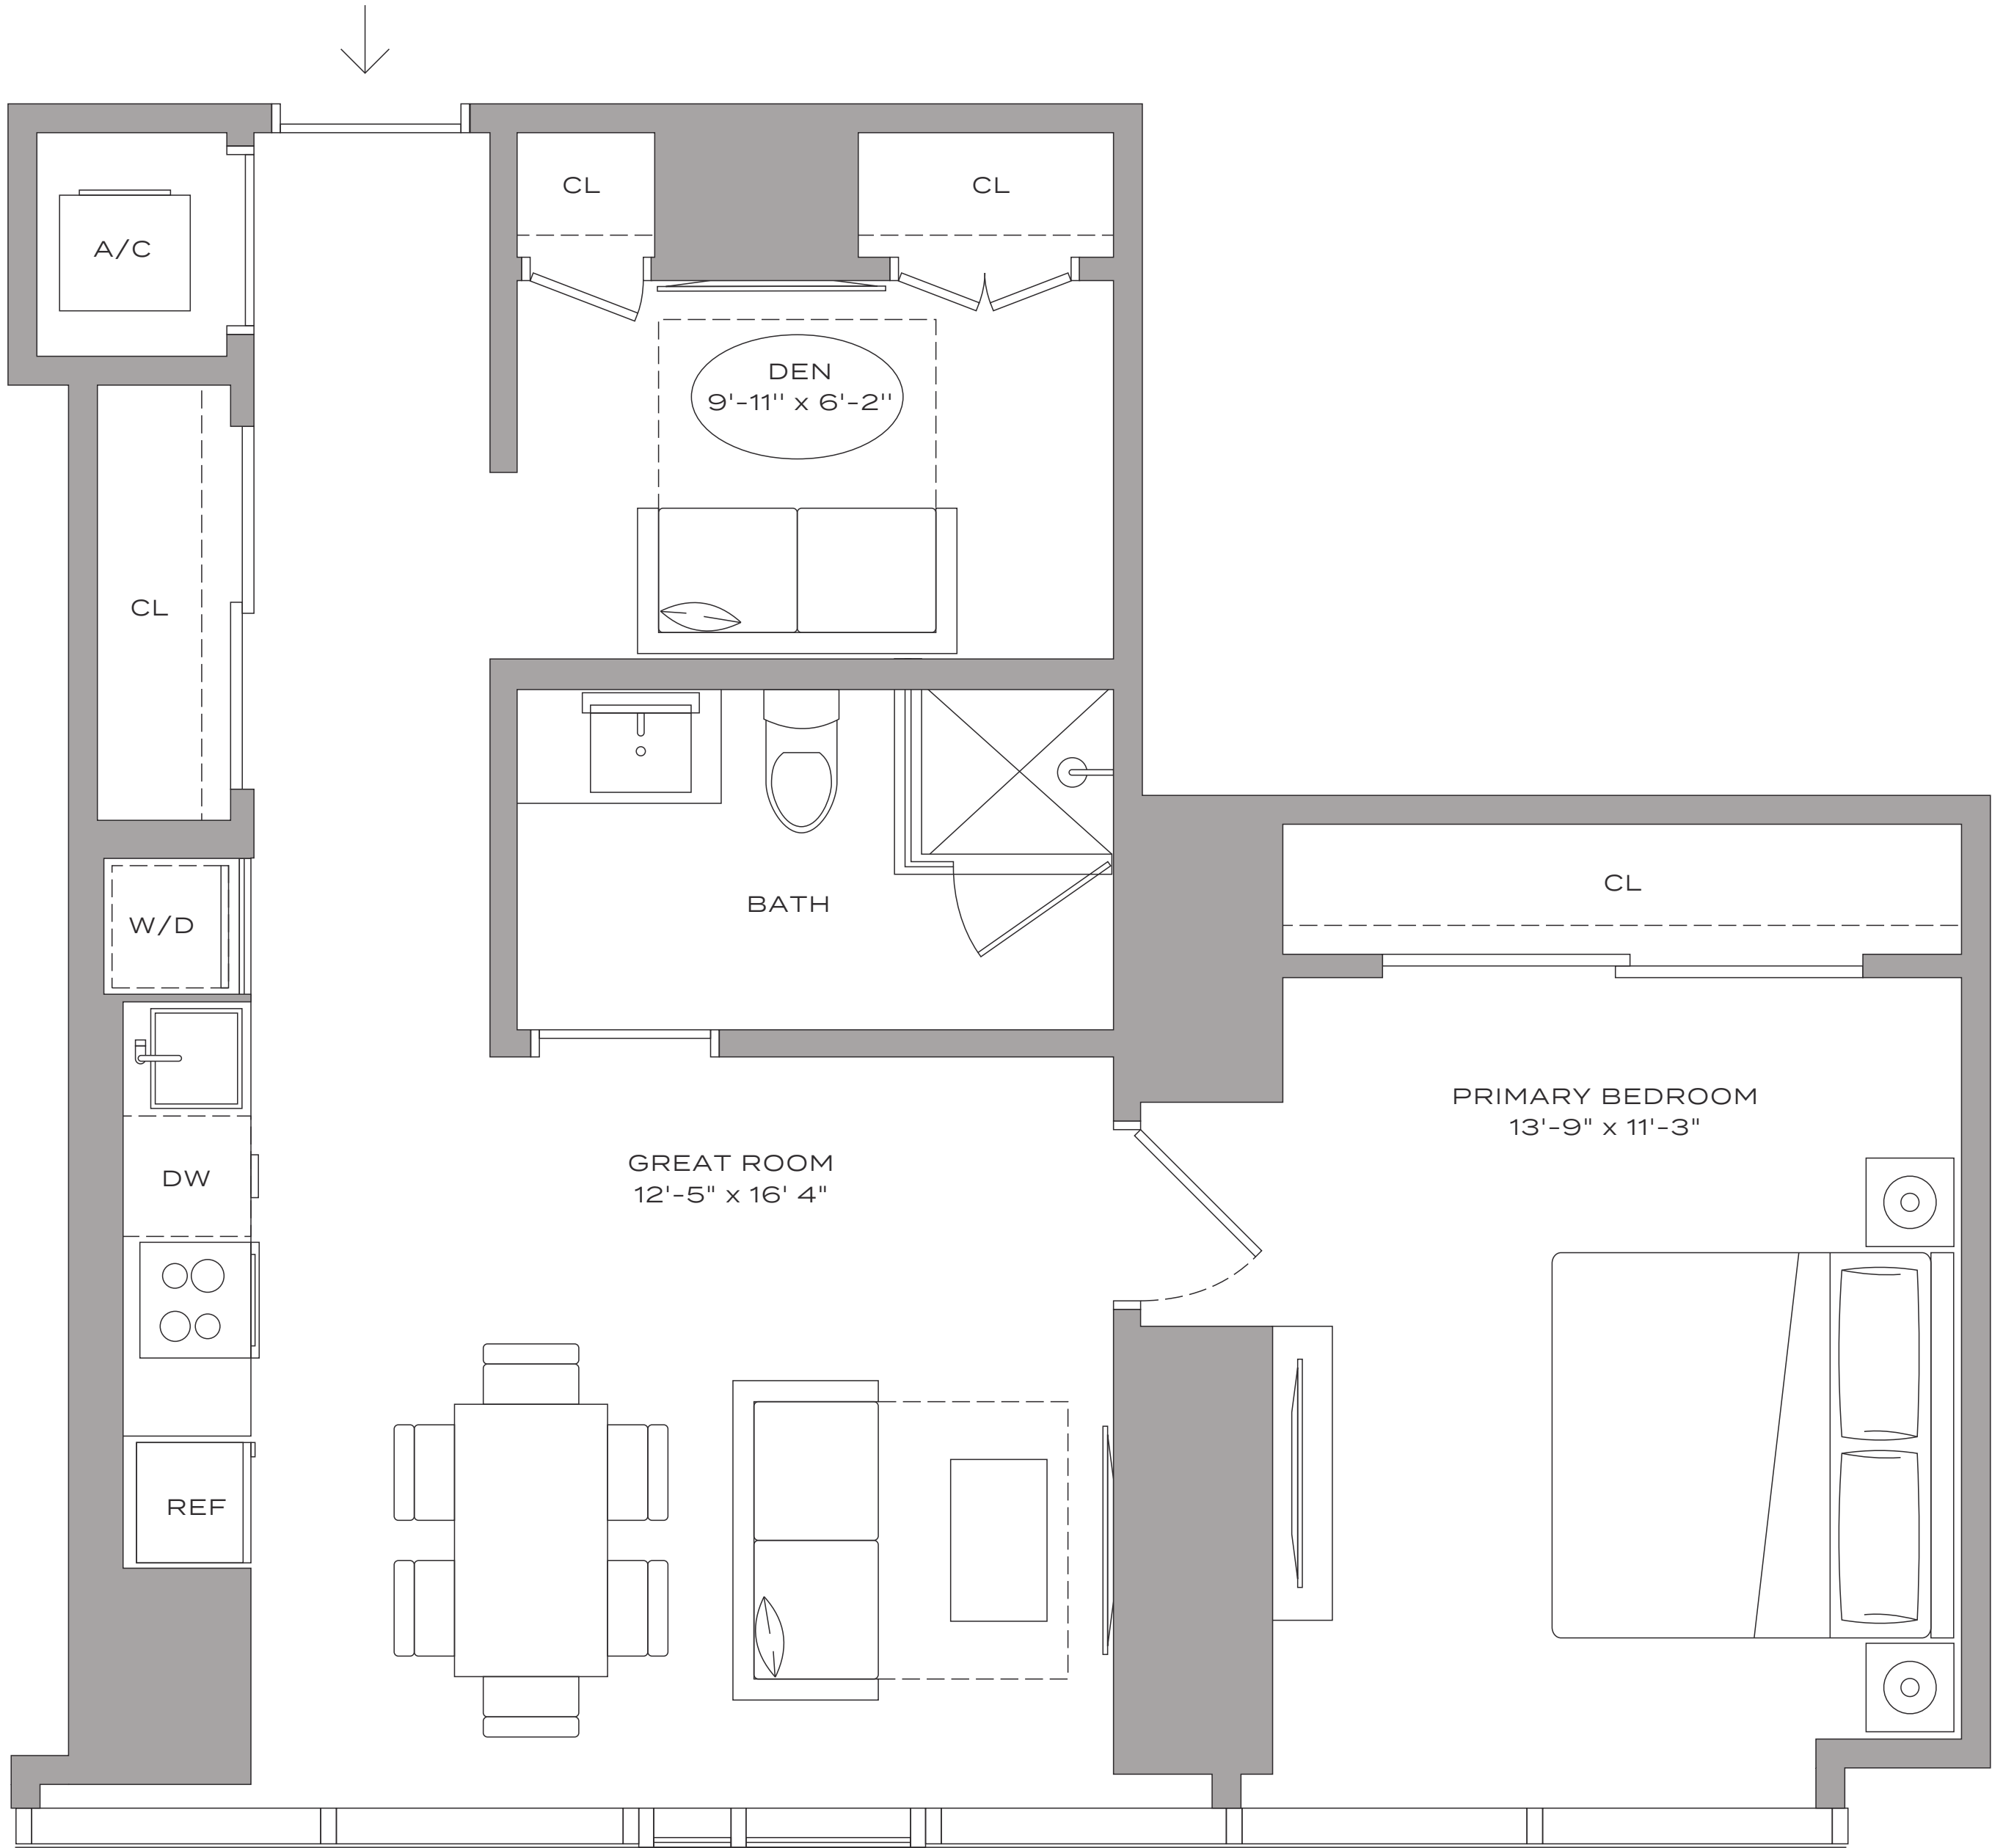 CL
CL
A/C
DEN
9'-11'' x 6'-2''
CL
CL
BATH
W/D
PRIMARY BEDROOM
13'-9" x 11'-3"
GREAT ROOM
12'-5" x 16' 4"
DW
REF